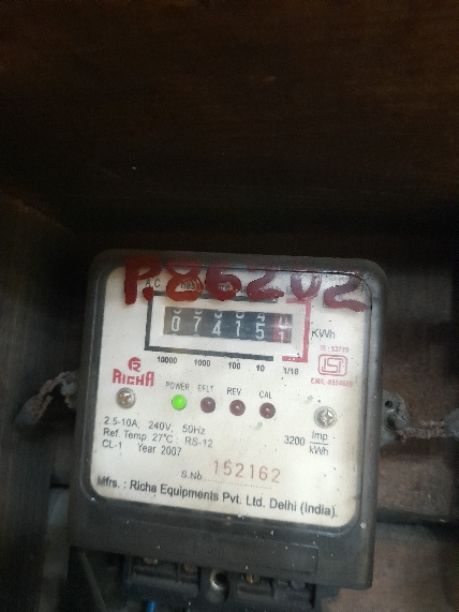 P.86202
07415 1
KWh
10000 1000 100 10 1/10
RICHA
POWER EFLT REV CAL
2.5-10A, 240V, 50Hz
Ref. Temp. 27°C : RS-12
CL-1 Year 2007
3200 Imp/kWh
S.No. 152162
Mfrs. : Richa Equipments Pvt. Ltd. Delhi (India).